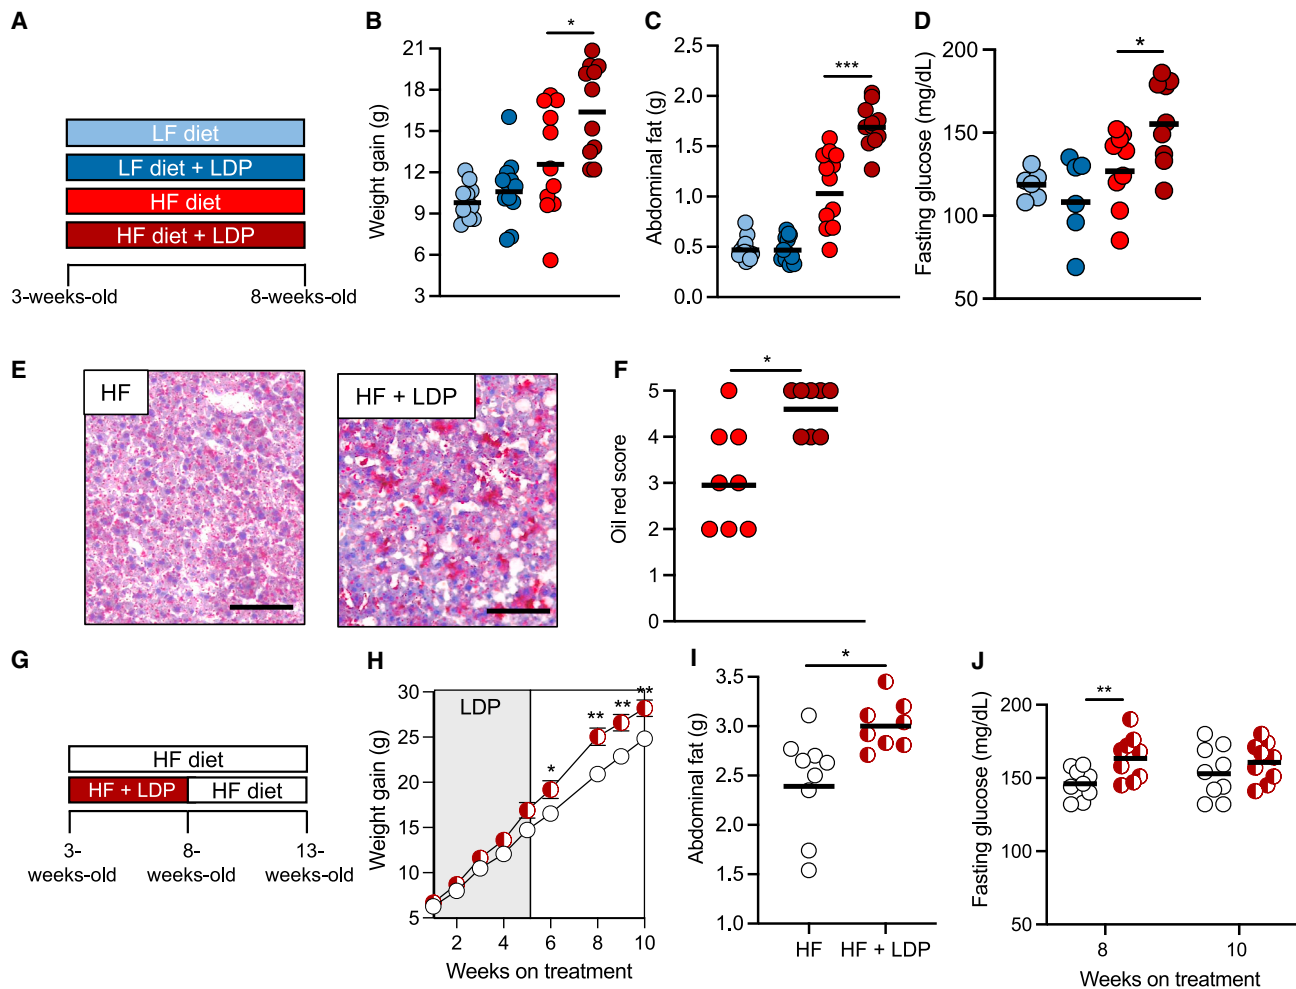 A
LF diet
LF diet + LDP
HF diet
HF diet + LDP
3-weeks-old
8-weeks-old
B
Weight gain (g)
21
18
15
12
9
6
3
*
C
Abdominal fat (g)
2.5
2.0
1.5
1.0
0.5
0.0
***
D
Fasting glucose (mg/dL)
200
150
100
50
*
E
HF
HF + LDP
F
Oil red score
5
4
3
2
1
0
*
G
HF diet
HF + LDP
HF diet
3-
weeks-old
8-
weeks-old
13-
weeks-old
H
Weight gain (g)
30
25
20
15
10
5
LDP
*
**
**
**
2
4
6
8
10
Weeks on treatment
I
Abdominal fat (g)
3.5
3.0
2.5
2.0
1.5
1.0
*
HF
HF + LDP
J
Fasting glucose (mg/dL)
200
150
100
50
**
8
10
Weeks on treatment